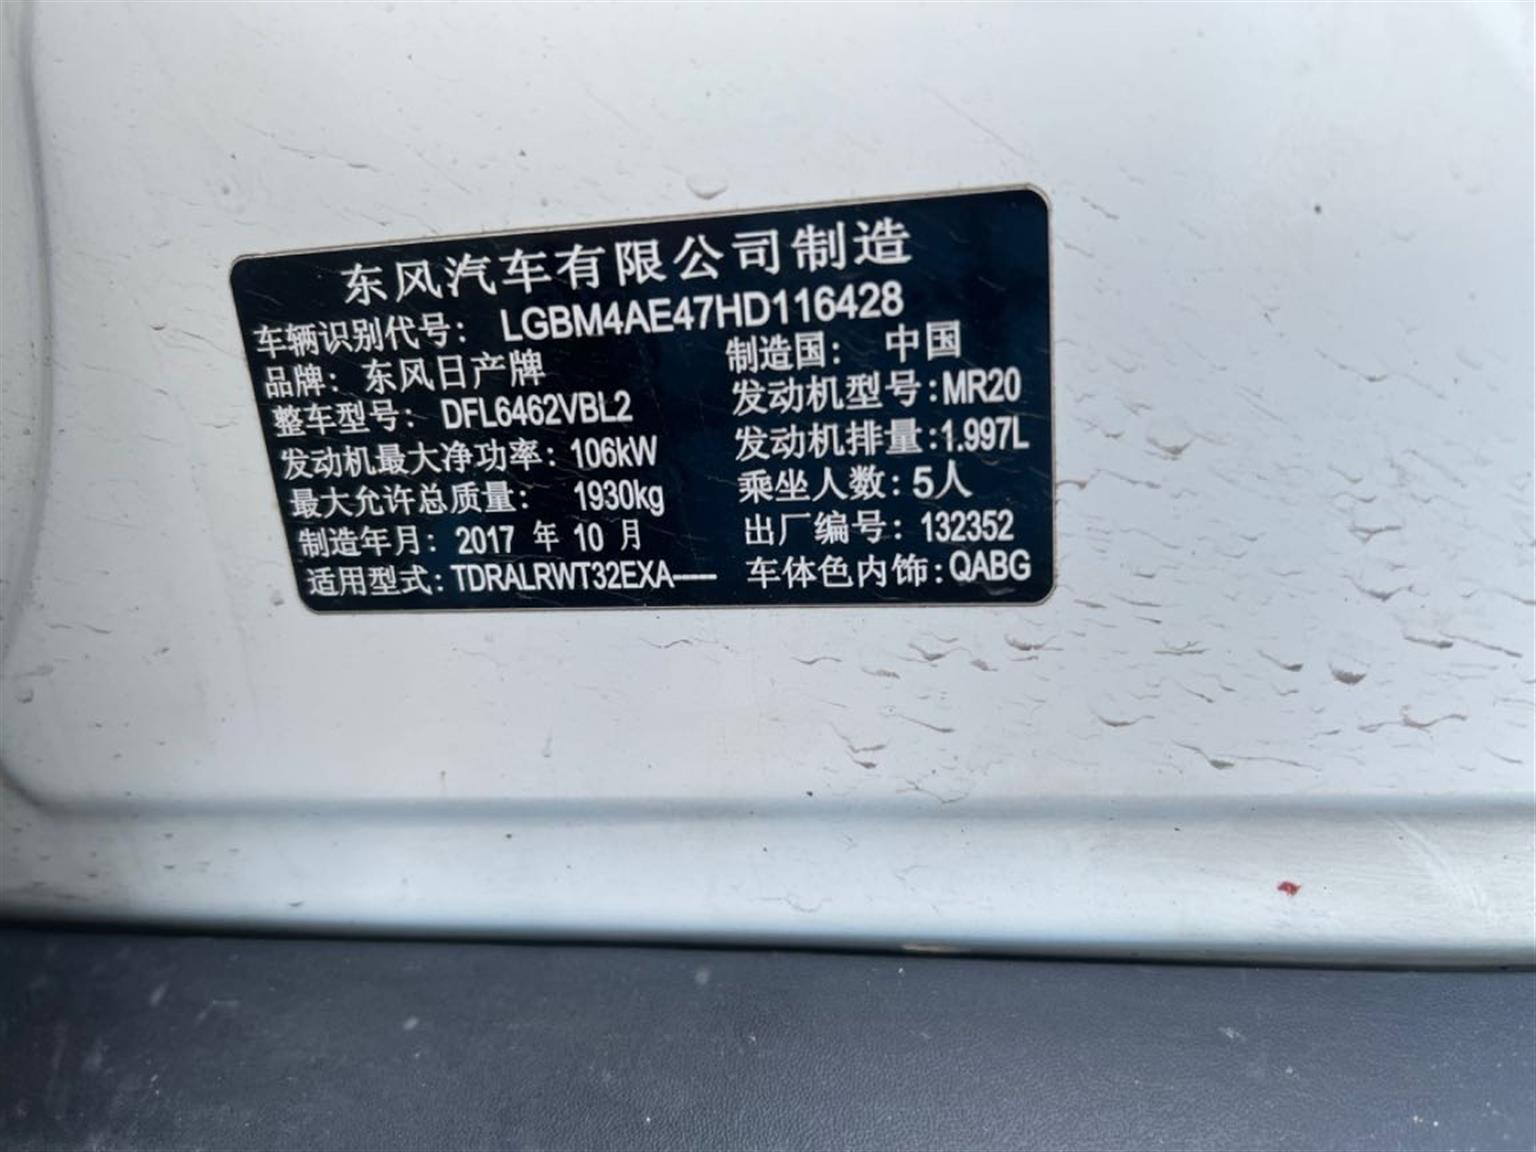 东风汽车有限公司制造
车辆识别代号: LGBM4AE47HD116428
品牌: 东风日产牌 制造国: 中国
整车型号: DFL6462VBL2 发动机型号:MR20
发动机最大净功率: 106kW 发动机排量:1.997L
最大允许总质量: 1930kg 乘坐人数: 5人
制造年月: 2017 年 10 月 出厂编号: 132352
适用型式:TDRALRWT32EXA----- 车体色内饰:QABG